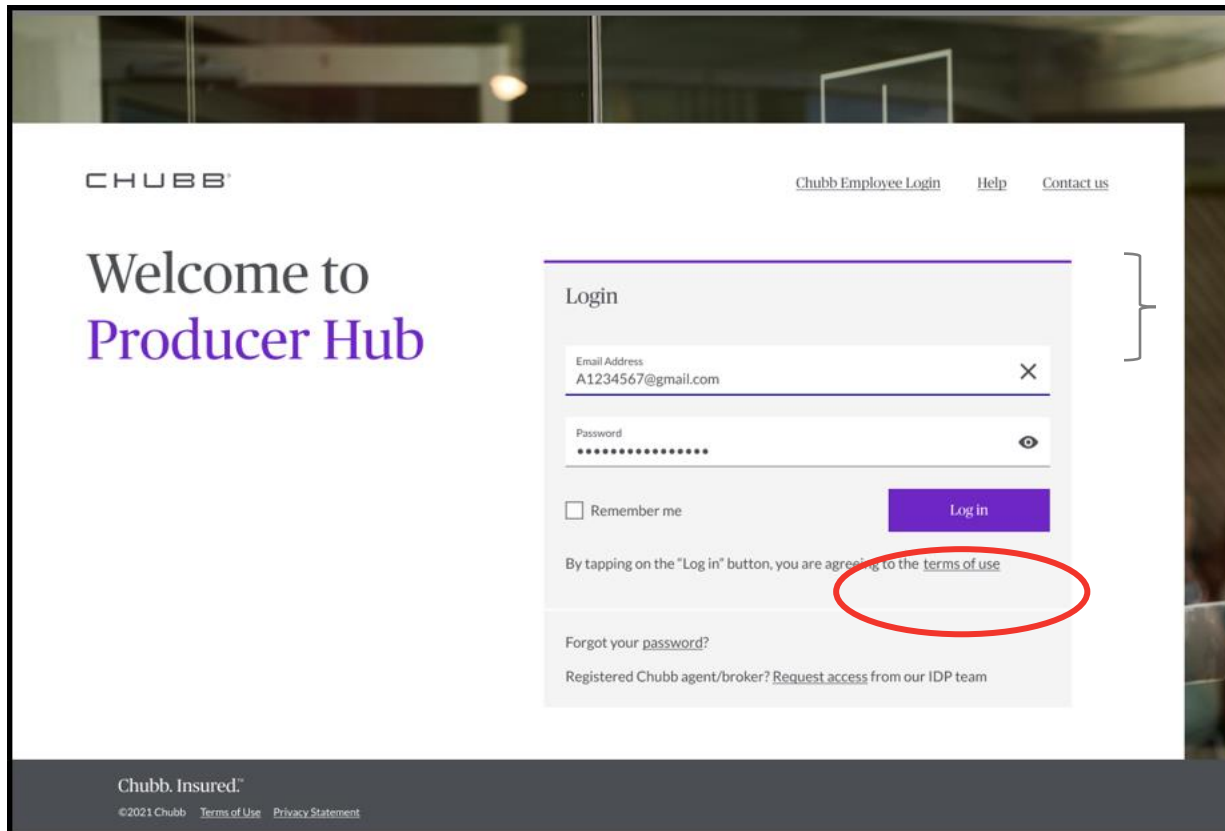 CHUBB®
Chubb Employee Login Help Contact us
Welcome to
Producer Hub
Login
Email Address
A1234567@gmail.com
Password
••••••••••••••••
Remember me
Log in
By tapping on the "Log in" button, you are agreeing to the terms of use
Forgot your password?
Registered Chubb agent/broker? Request access from our IDP team
Chubb. Insured.™
©2021 Chubb Terms of Use Privacy Statement